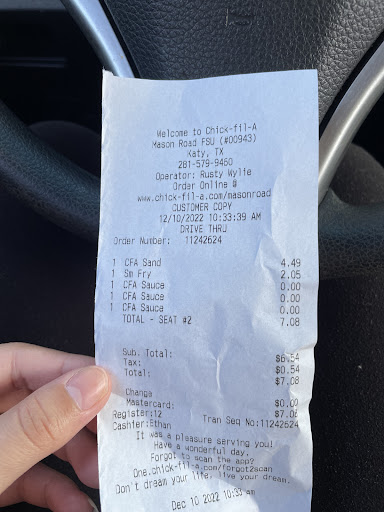 Welcome to Chick-fil-A
Mason Road FSU (#00943)
Katy, TX
281-579-9460
Operator: Rusty Wylie
Order Online @
www.chick-fil-a.com/masonroad
CUSTOMER COPY
12/10/2022 10:33:39 AM
DRIVE THRU
Order Number: 11242624
1 CFA Sand 4.49
1 Sm Fry 2.05
1 CFA Sauce 0.00
1 CFA Sauce 0.00
1 CFA Sauce 0.00
TOTAL - SEAT #2 7.08
Sub. Total: $6.54
Tax: $0.54
Total: $7.08
Change $0.00
Mastercard: $7.08
Register:12 Tran Seq No:11242624
Cashier:Ethan
It was a pleasure serving you!
Have a wonderful day.
Forgot to scan the app?
One.chick-fil-a.com/forgot2scan
Don't dream your life, live your dream.
Dec 10 2022 10:33 am